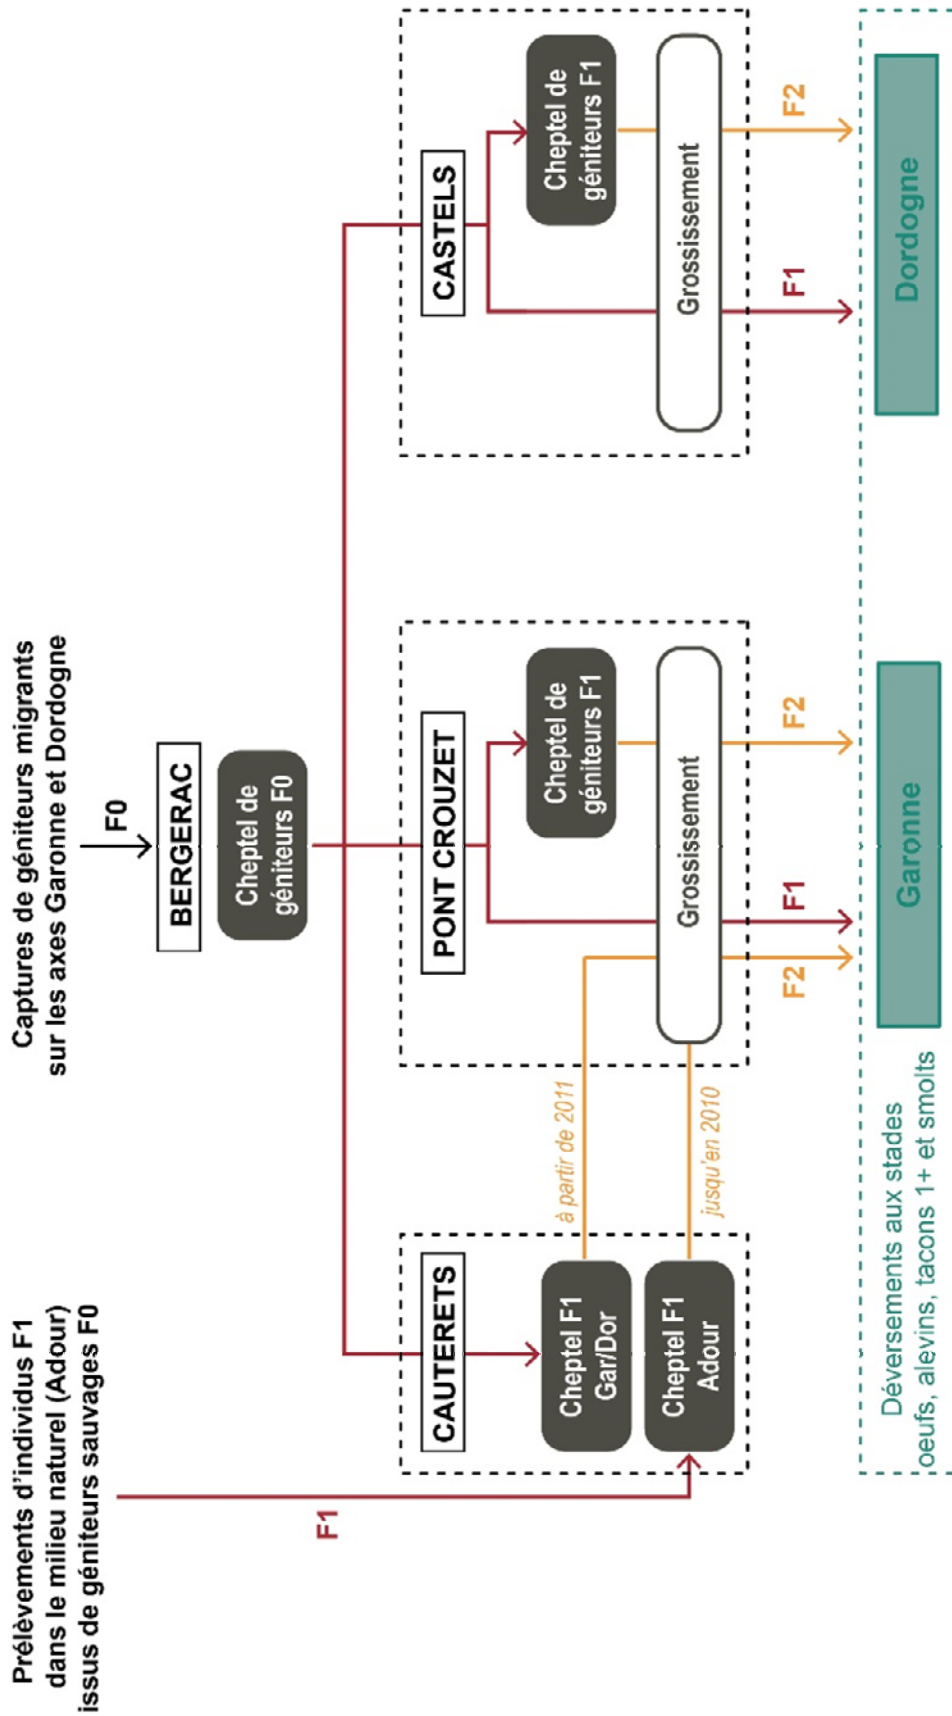 Prélèvements d'individus F1
dans le milieu naturel (Adour)
issus de géniteurs sauvages F0
Captures de géniteurs migrants
sur les axes Garonne et Dordogne
F0
BERGERAC
Cheptel de
géniteurs F0
F1
CAUTERETS
Cheptel F1
Gar/Dor
Cheptel F1
Adour
à partir de 2011
jusqu'en 2010
PONT CROUZET
Cheptel de
géniteurs F1
Grossissement
F2
F1
F2
CASTELS
Cheptel de
géniteurs F1
Grossissement
F1
F2
Déversements aux stades
oeufs, alevins, tacons 1+ et smolts
Garonne
Dordogne